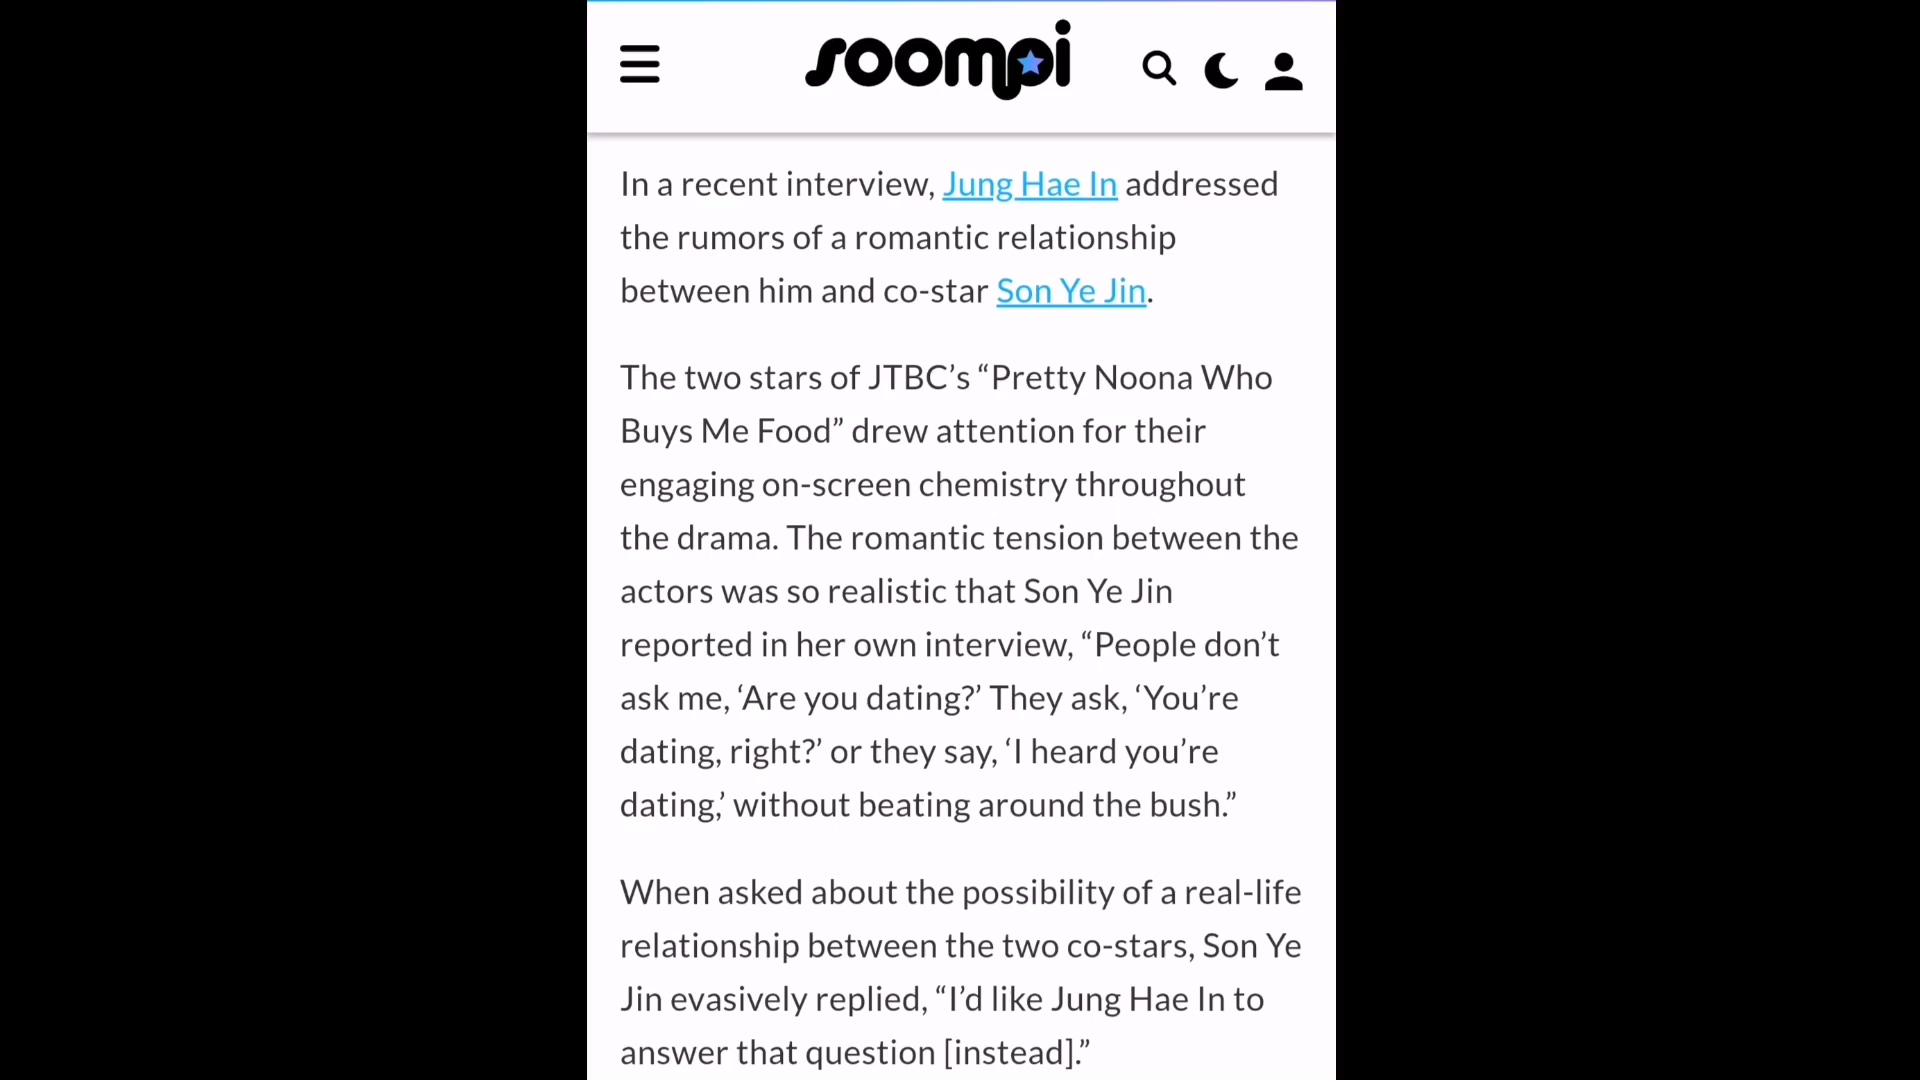 soompi
In a recent interview, Jung Hae In addressed
the rumors of a romantic relationship
between him and co-star Son Ye Jin.
The two stars of JTBC’s “Pretty Noona Who
Buys Me Food” drew attention for their
engaging on-screen chemistry throughout
the drama. The romantic tension between the
actors was so realistic that Son Ye Jin
reported in her own interview, “People don’t
ask me, ‘Are you dating?’ They ask, ‘You’re
dating, right?’ or they say, ‘I heard you’re
dating,’ without beating around the bush.”
When asked about the possibility of a real-life
relationship between the two co-stars, Son Ye
Jin evasively replied, “I’d like Jung Hae In to
answer that question [instead].”